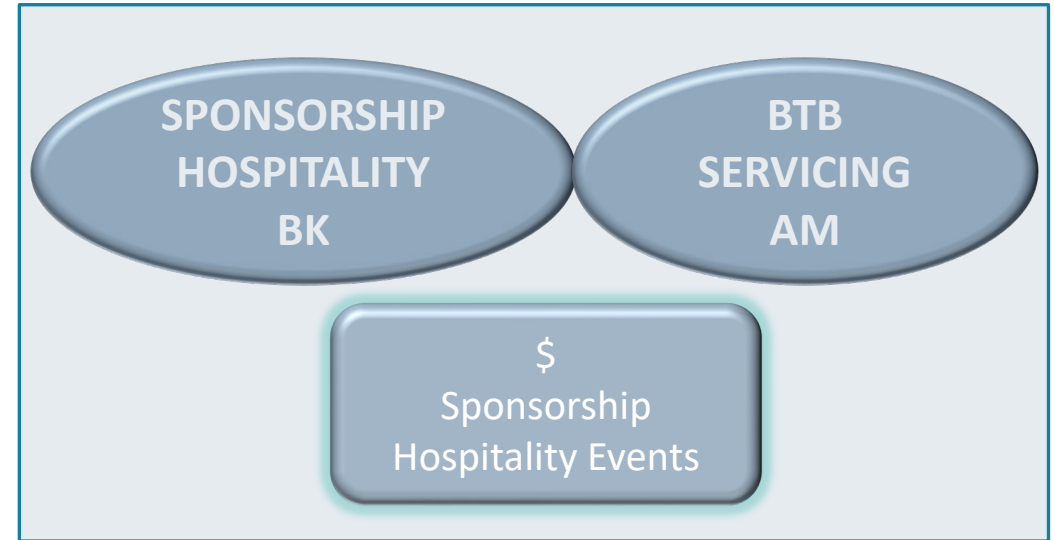 SPONSORSHIP
HOSPITALITY
BK
BTB
SERVICING
AM
$
Sponsorship
Hospitality Events